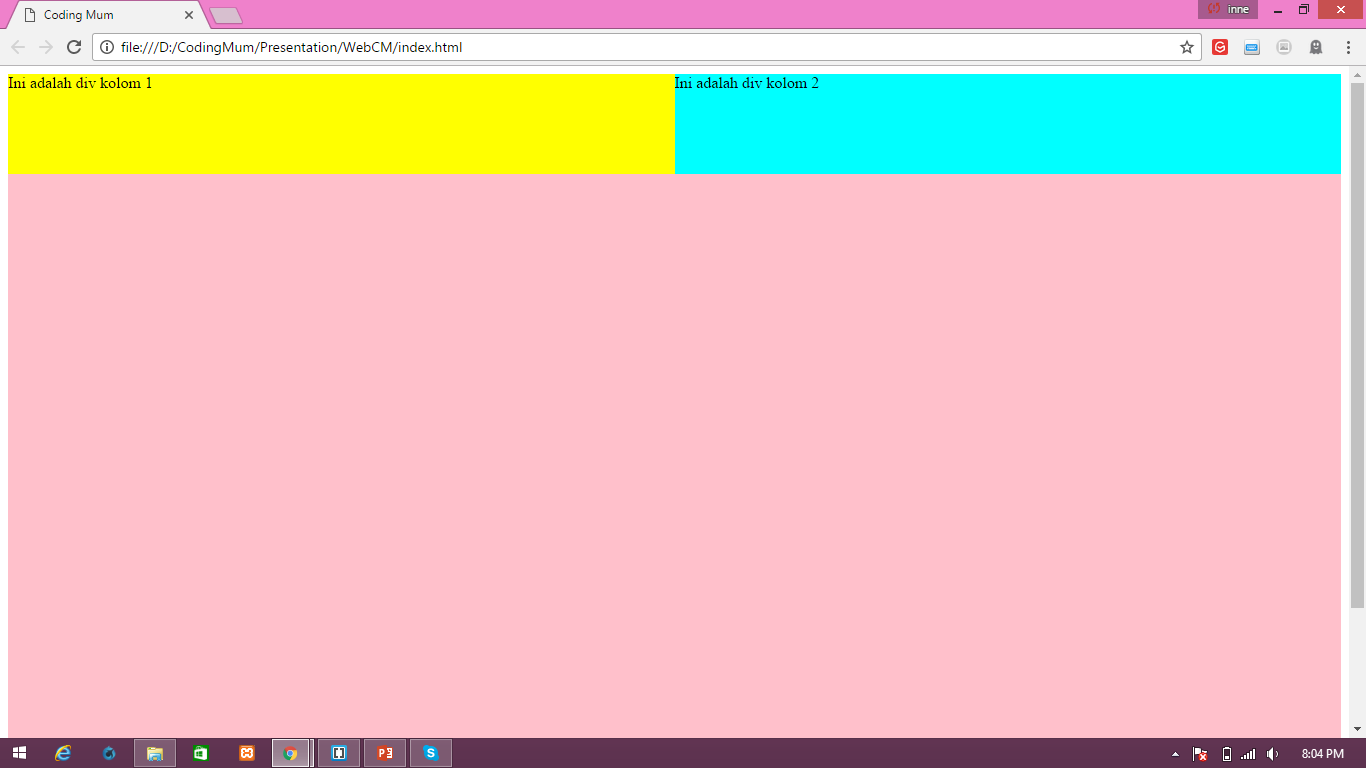 Coding Mum
inne
file:///D:/CodingMum/Presentation/WebCM/index.html
Ini adalah div kolom 1
Ini adalah div kolom 2
8:04 PM